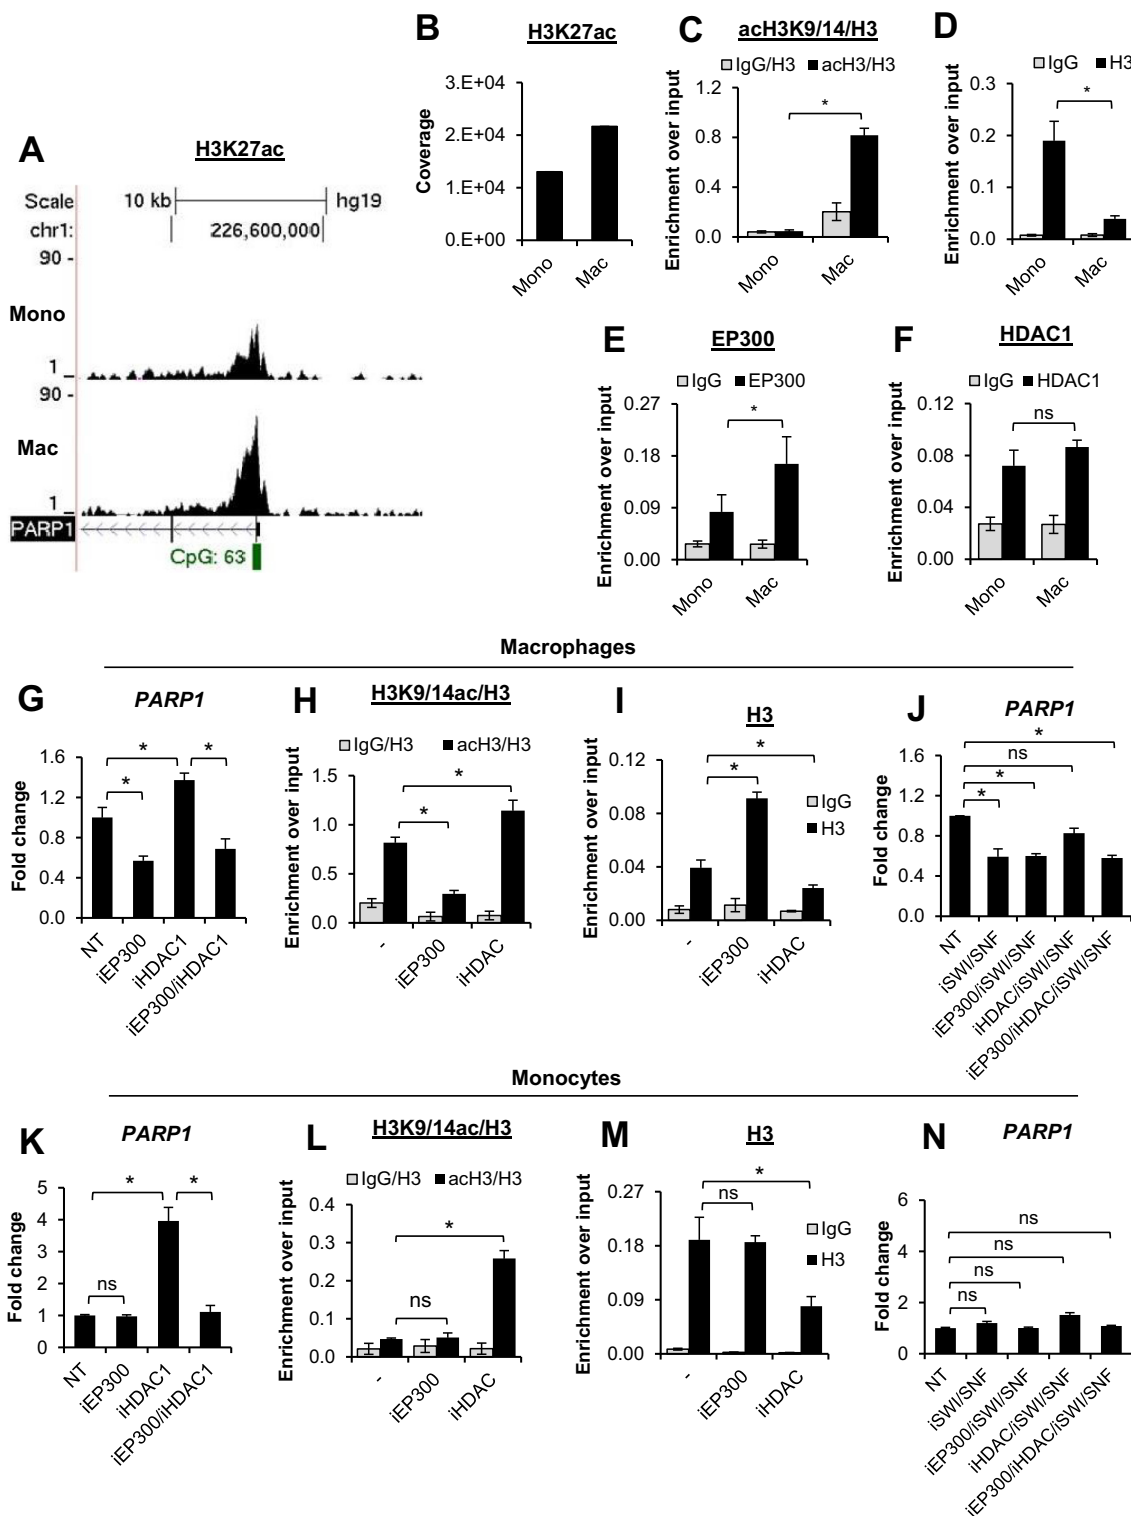 A
H3K27ac
Scale
10 kb
hg19
chr1:
226,600,000
90 -
Mono
1
90 -
Mac
1
PARP1
CpG: 63
B
H3K27ac
Coverage
3.E+04
2.E+04
1.E+04
0.E+00
Mono
Mac
C
acH3K9/14/H3
IgG/H3
acH3/H3
Enrichment over input
1.2
0.8
0.4
0.0
*
Mono
Mac
D
IgG
H3
Enrichment over input
0.3
0.2
0.1
0.0
*
Mono
Mac
E
EP300
IgG
EP300
Enrichment over input
0.27
0.18
0.09
0.00
*
Mono
Mac
F
HDAC1
IgG
HDAC1
Enrichment over input
0.12
0.08
0.04
0.00
ns
Mono
Mac
Macrophages
G
PARP1
Fold change
1.6
1.2
0.8
0.4
0.0
*
*
*
NT
iEP300
iHDAC1
iEP300/iHDAC1
H
H3K9/14ac/H3
IgG/H3
acH3/H3
Enrichment over input
1.5
1.0
0.5
0.0
*
*
-
iEP300
iHDAC
I
H3
Enrichment over input
0.12
0.08
0.04
0.00
*
*
IgG
H3
-
iEP300
iHDAC
J
PARP1
Fold change
1.6
1.2
0.8
0.4
0.0
*
ns
*
*
NT
iSWI/SNF
iEP300/iSWI/SNF
iHDAC/iSWI/SNF
iEP300/iHDAC/iSWI/SNF
Monocytes
K
PARP1
Fold change
5
4
3
2
1
0
*
*
ns
NT
iEP300
iHDAC1
iEP300/iHDAC1
L
H3K9/14ac/H3
IgG/H3
acH3/H3
Enrichment over input
0.4
0.3
0.2
0.1
0.0
*
ns
-
iEP300
iHDAC
M
H3
Enrichment over input
0.27
0.18
0.09
0.00
*
ns
IgG
H3
-
iEP300
iHDAC
N
PARP1
Fold change
6
4
2
0
ns
ns
ns
ns
NT
iSWI/SNF
iEP300/iSWI/SNF
iHDAC/iSWI/SNF
iEP300/iHDAC/iSWI/SNF